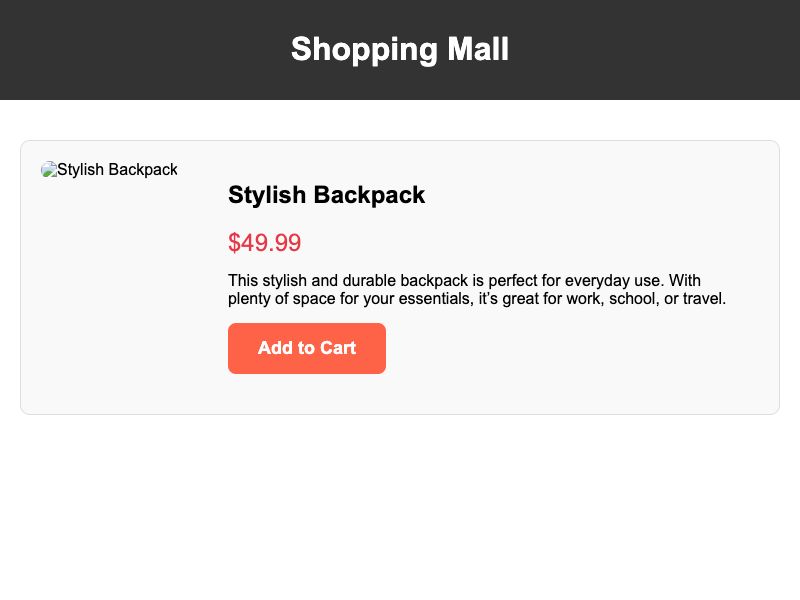 Shopping Mall
Stylish Backpack
Stylish Backpack
$49.99
This stylish and durable backpack is perfect for everyday use. With
plenty of space for your essentials, it's great for work, school, or travel.
Add to Cart